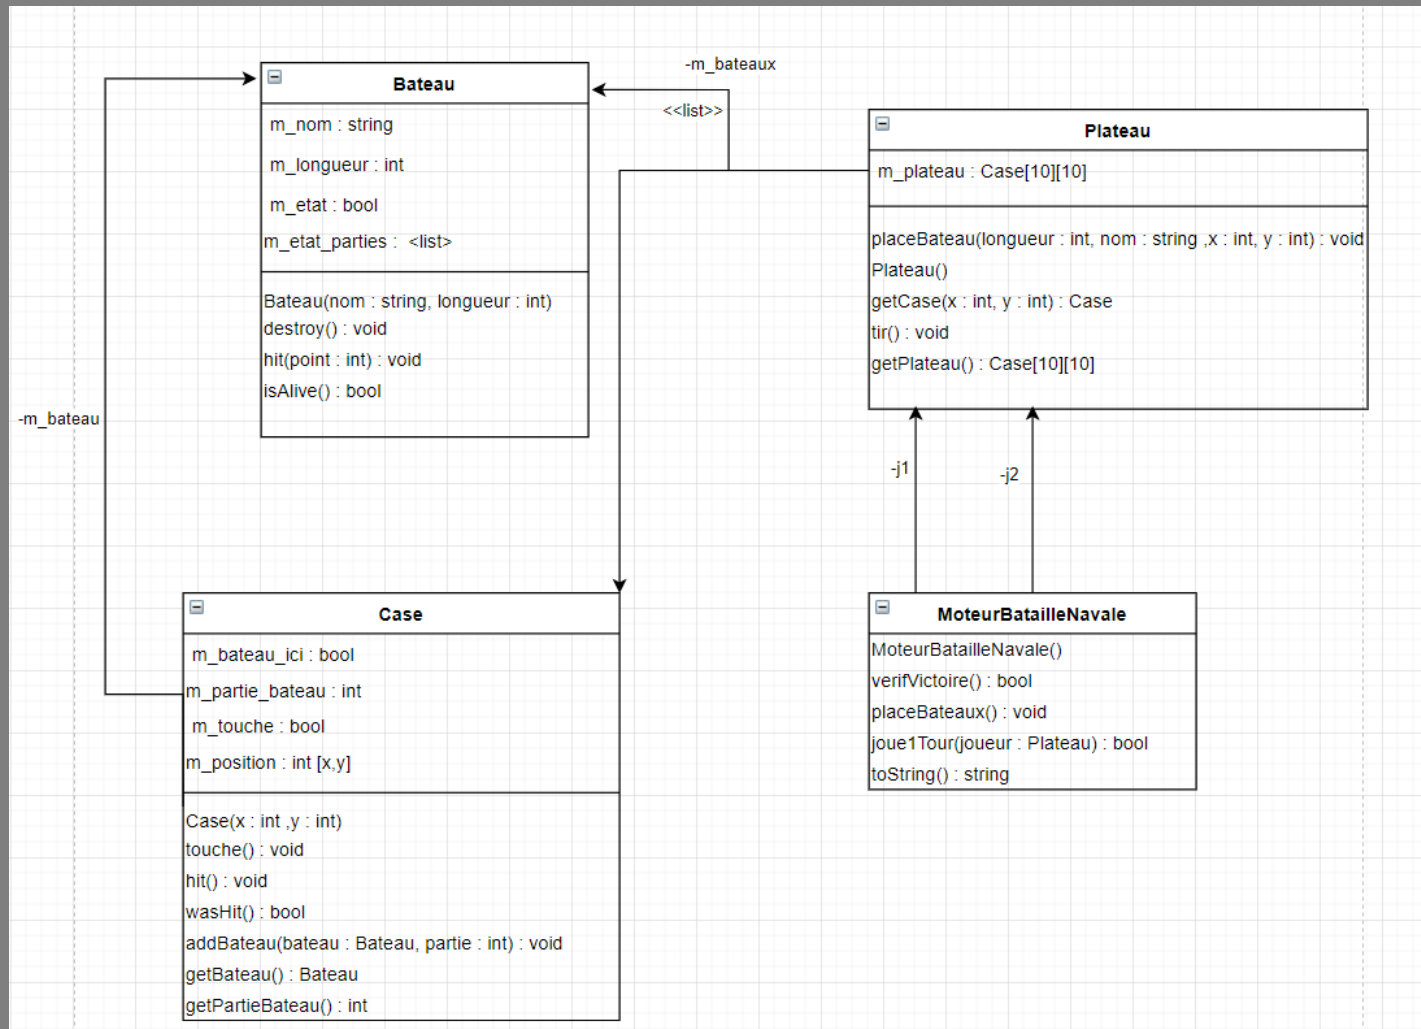 -m_bateaux
<<list>>
Bateau
m_nom : string
m_longueur : int
m_etat : bool
m_etat_parties :  <list>
Bateau(nom : string, longueur : int)
destroy() : void
hit(point : int) : void
isAlive() : bool
Plateau
m_plateau : Case[10][10]
placeBateau(longueur : int, nom : string ,x : int, y : int) : void
Plateau()
getCase(x : int, y : int) : Case
tir() : void
getPlateau() : Case[10][10]
-m_bateau
-j1
-j2
Case
m_bateau_ici : bool
m_partie_bateau : int
m_touche : bool
m_position : int [x,y]
Case(x : int ,y : int)
touche() : void
hit() : void
wasHit() : bool
addBateau(bateau : Bateau, partie : int) : void
getBateau() : Bateau
getPartieBateau() : int
MoteurBatailleNavale
MoteurBatailleNavale()
verifVictoire() : bool
placeBateaux() : void
joue1Tour(joueur : Plateau) : bool
toString() : string